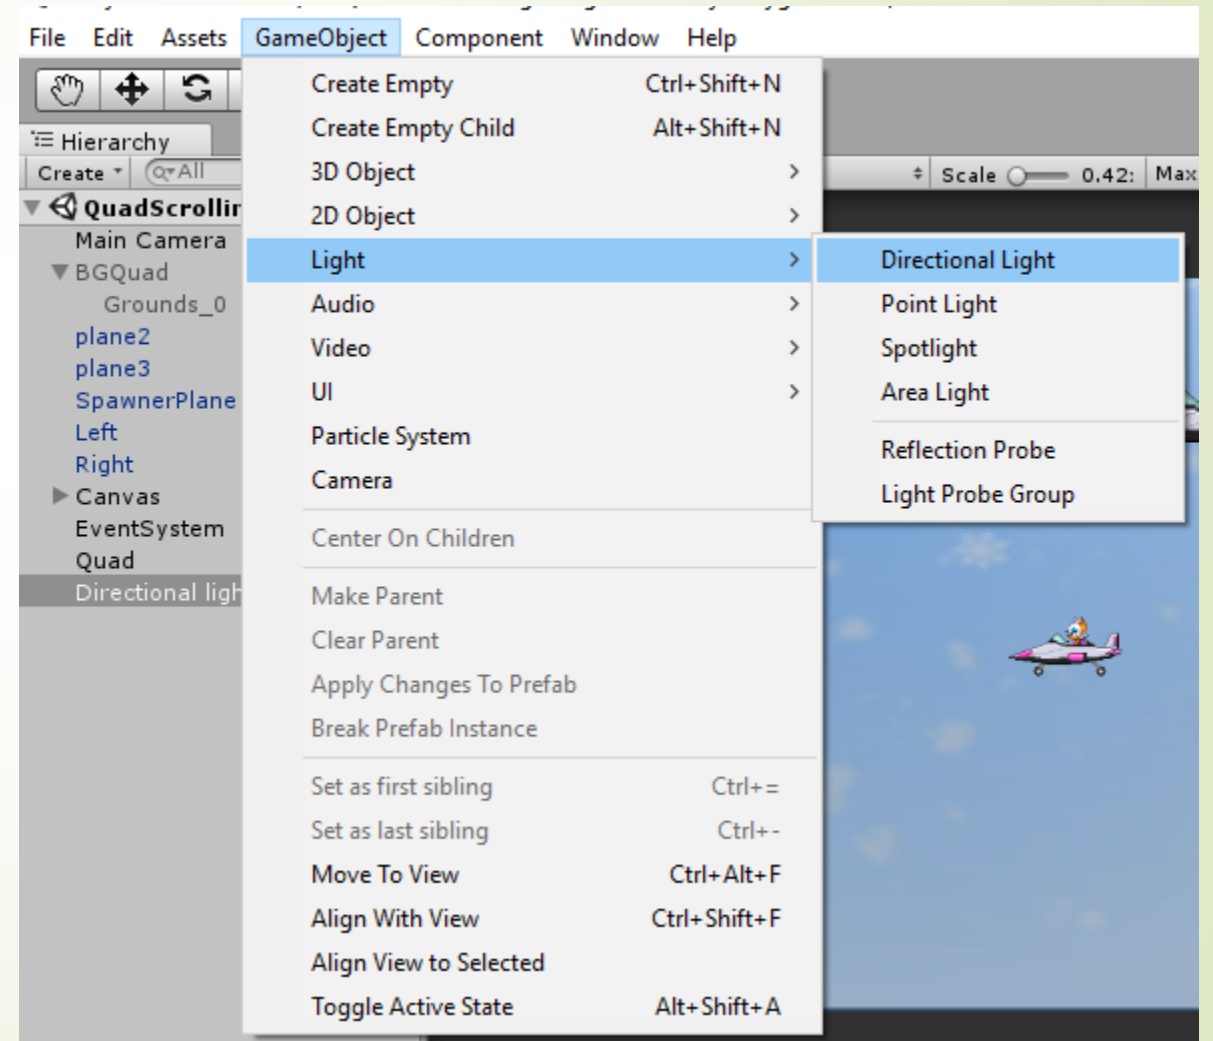 File Edit Assets GameObject Component Window Help
Create Empty Ctrl+Shift+N
Create Empty Child Alt+Shift+N
3D Object
2D Object
Light
Audio
Video
UI
Particle System
Camera
Center On Children
Make Parent
Clear Parent
Apply Changes To Prefab
Break Prefab Instance
Set as first sibling Ctrl+=
Set as last sibling Ctrl+-
Move To View Ctrl+Alt+F
Align With View Ctrl+Shift+F
Align View to Selected
Toggle Active State Alt+Shift+A
Directional Light
Point Light
Spotlight
Area Light
Reflection Probe
Light Probe Group
Hierarchy
Create All
QuadScrollin
Main Camera
BGQuad
Grounds_0
plane2
plane3
SpawnerPlane
Left
Right
Canvas
EventSystem
Quad
Directional ligh
Scale 0.42: Max